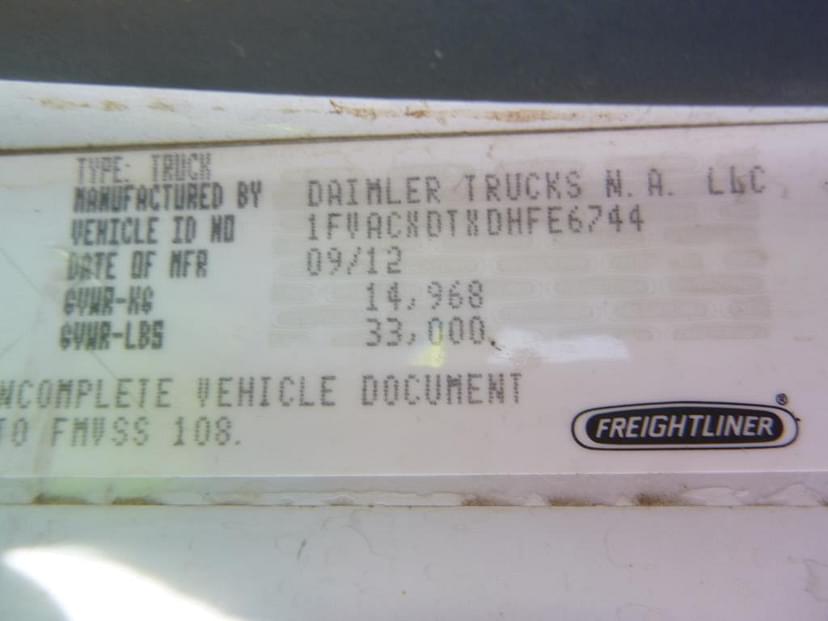 TYPE: TRUCK
MANUFACTURED BY DAIMLER TRUCKS N.A. LLC
VEHICLE ID NO 1FVACXDTXDHFE6744
DATE OF MFR 09/12
GVWR-KG 14,968
GVWR-LBS 33,000.
NCOMPLETE VEHICLE DOCUMENT
TO FMVSS 108.
FREIGHTLINER®